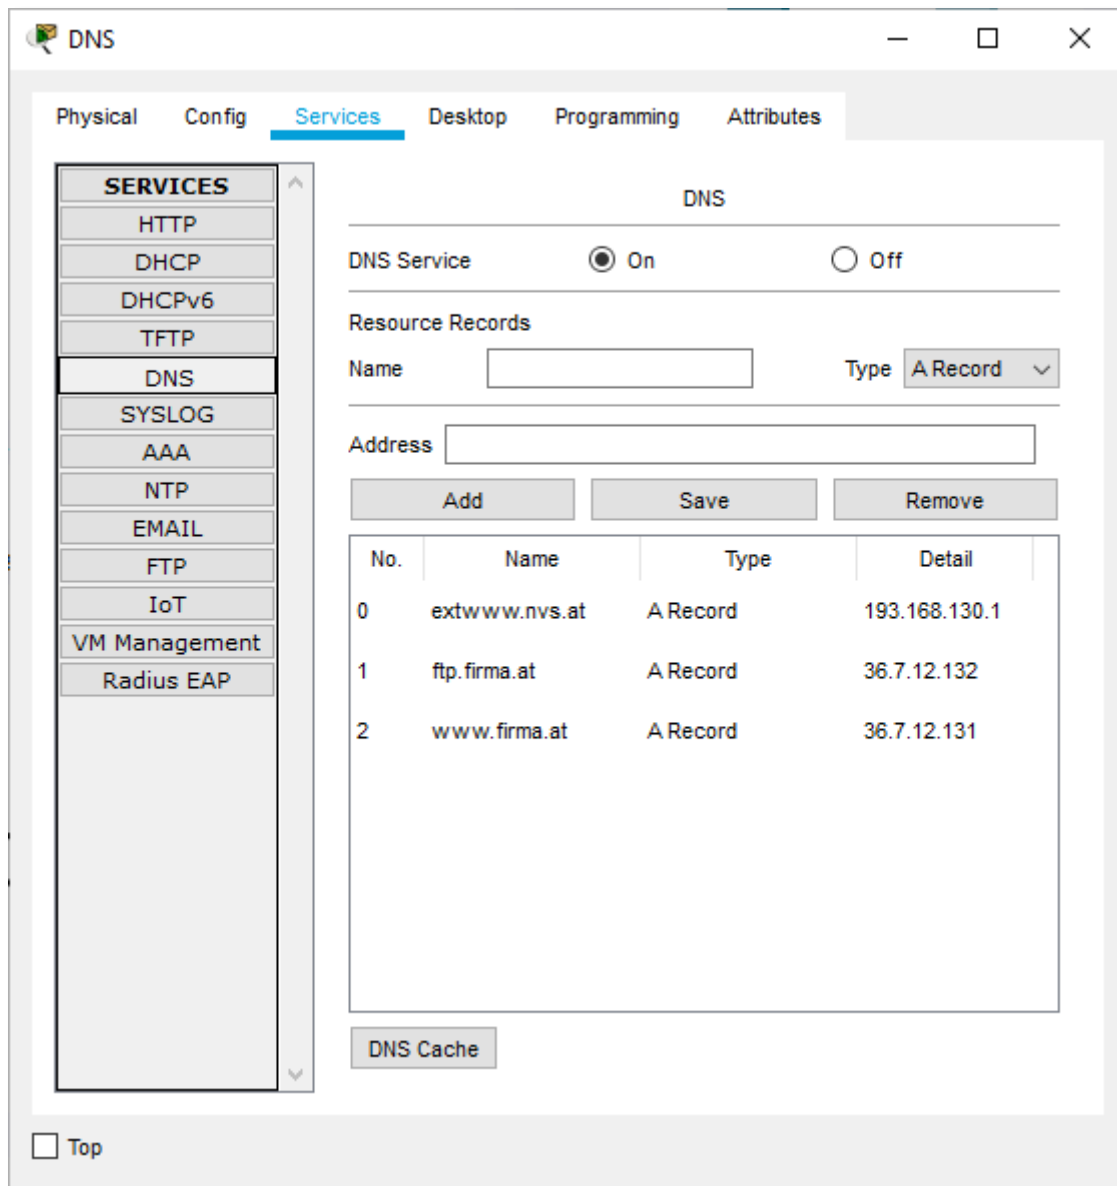 DNS
Physical Config Services Desktop Programming Attributes
SERVICES
HTTP
DHCP
DHCPv6
TFTP
DNS
SYSLOG
AAA
NTP
EMAIL
FTP
IoT
VM Management
Radius EAP
DNS
DNS Service On Off
Resource Records
Name Type A Record
Address
Add Save Remove
No. Name Type Detail
0 extwww.nvs.at A Record 193.168.130.1
1 ftp.firma.at A Record 36.7.12.132
2 www.firma.at A Record 36.7.12.131
DNS Cache
Top